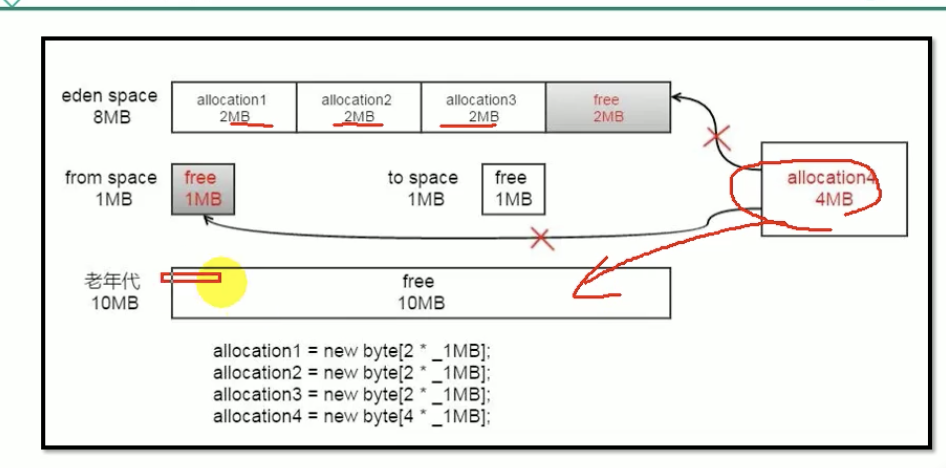 eden space
8MB
allocation1
2MB
allocation2
2MB
allocation3
2MB
free
2MB
from space
1MB
free
1MB
to space
1MB
free
1MB
allocation4
4MB
老年代
10MB
free
10MB
allocation1 = new byte[2 * _1MB];
allocation2 = new byte[2 * _1MB];
allocation3 = new byte[2 * _1MB];
allocation4 = new byte[4 * _1MB];